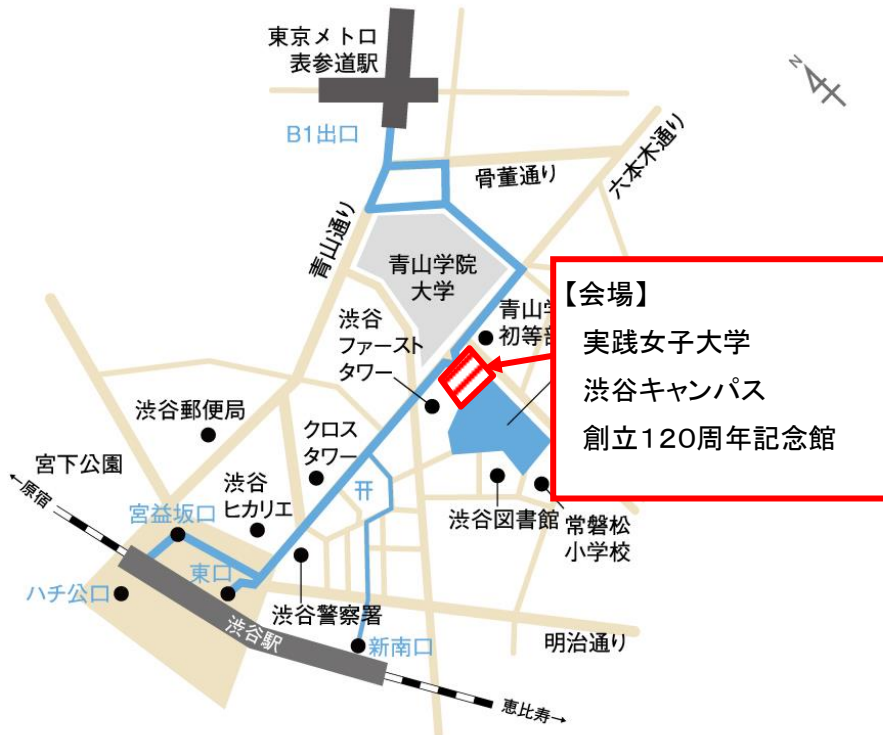 東京メトロ
表参道駅
N
B1出口
骨董通り
六本木通り
青山通り
青山学院
大学
【会場】
実践女子大学
渋谷キャンパス
創立120周年記念館
青山学
初等部
渋谷
ファースト
タワー
渋谷郵便局
クロス
タワー
宮下公園
渋谷
ヒカリエ
←原宿
宮益坂口
渋谷図書館
常磐松
小学校
ハチ公口
東口
渋谷警察署
渋谷駅
新南口
明治通り
恵比寿→